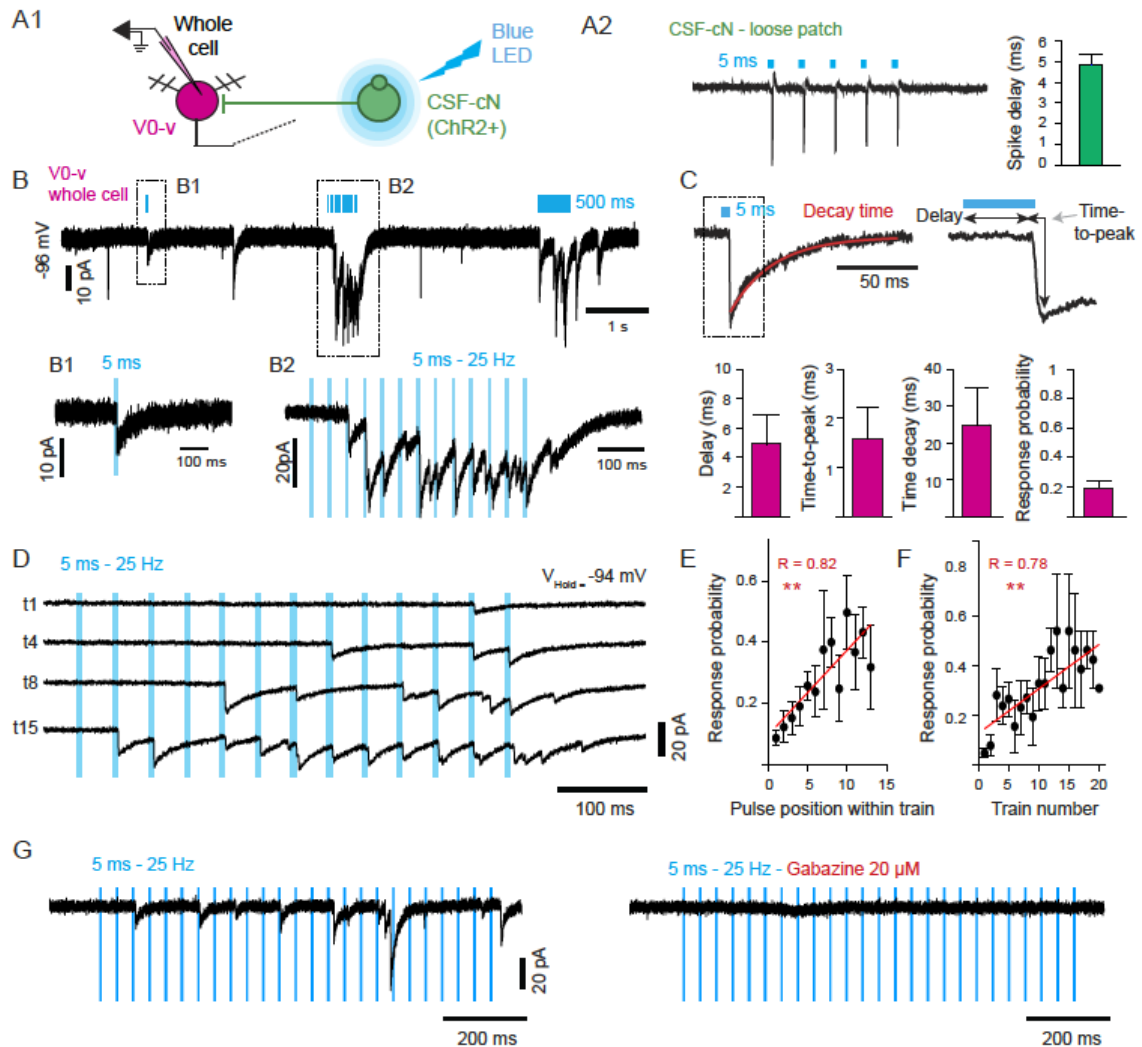 A1
Whole
cell
Blue
LED
V0-v
CSF-cN
(ChR2+)
A2
CSF-cN - loose patch
5 ms
Spike delay (ms)
6
5
4
3
2
1
0
B
V0-v
whole cell
B1
B2
500 ms
-96 mV
10 pA
1 s
B1
5 ms
10 pA
100 ms
B2
5 ms - 25 Hz
20pA
100 ms
C
5 ms
Decay time
50 ms
Delay
Time-
to-peak
Delay (ms)
8
6
4
2
Time-to-peak (ms)
3
2
1
Time decay (ms)
40
30
20
10
Response probability
1
0.8
0.6
0.4
0.2
D
5 ms - 25 Hz
VHold = -94 mV
t1
t4
t8
t15
20 pA
100 ms
E
R = 0.82
**
Response probability
0.6
0.4
0.2
0
5
10
15
Pulse position within train
F
R = 0.78
**
Response probability
0.8
0.6
0.4
0.2
0
5
10
15
20
Train number
G
5 ms - 25 Hz
20 pA
200 ms
5 ms - 25 Hz - Gabazine 20 µM
200 ms